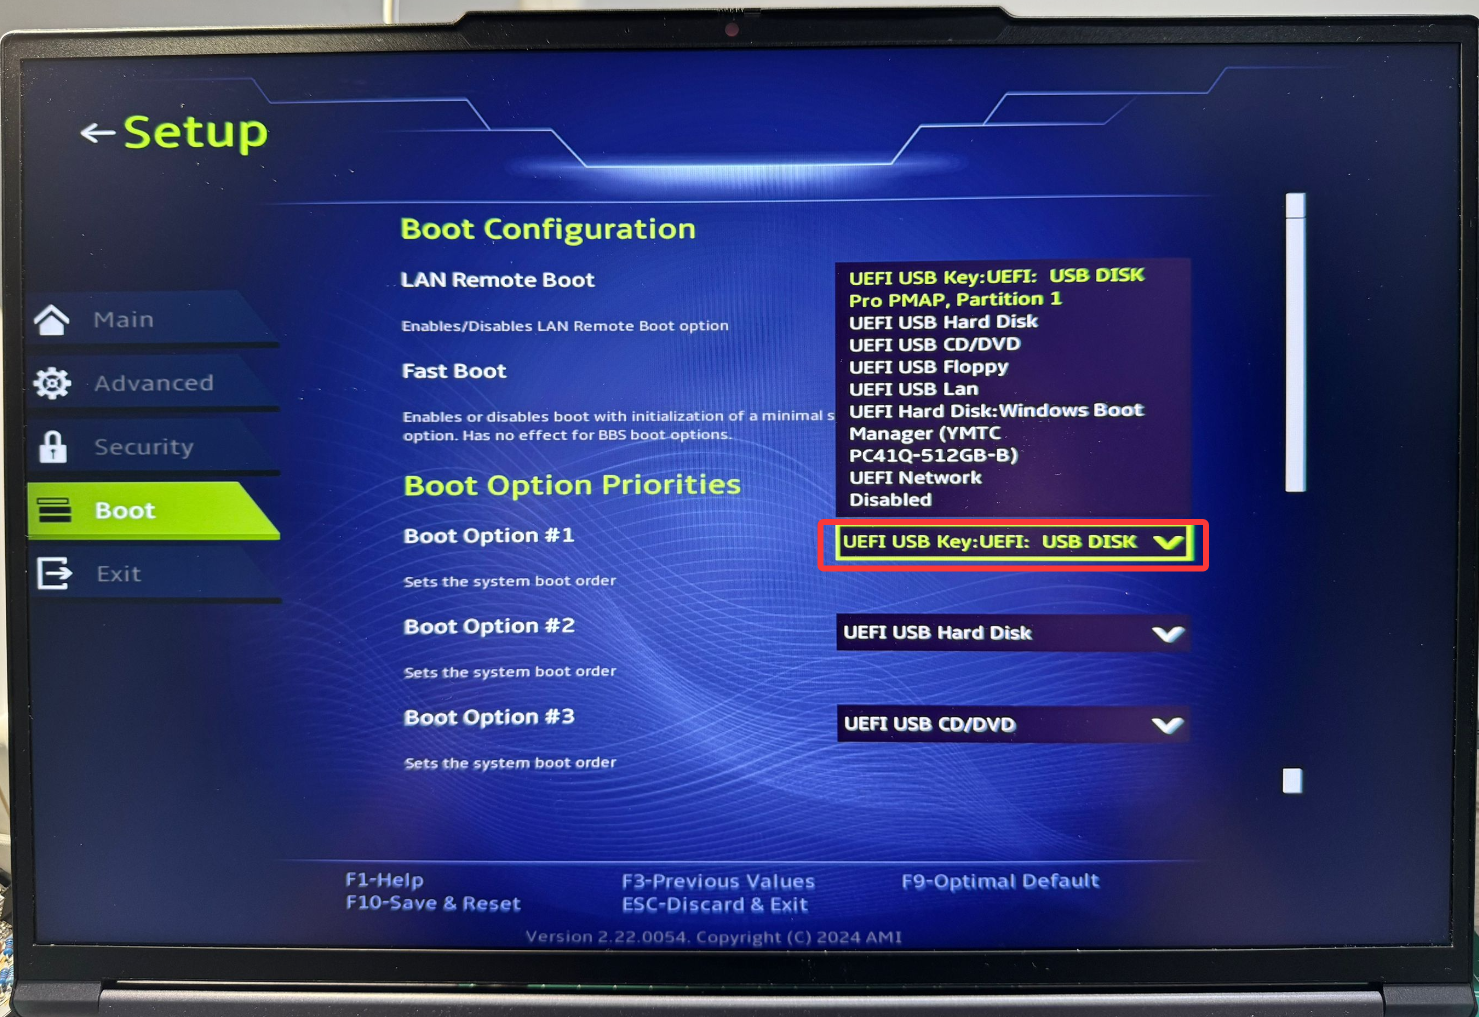 Setup
Main
Advanced
Security
Boot
Exit
Boot Configuration
LAN Remote Boot
Enables/Disables LAN Remote Boot option
Fast Boot
Enables or disables boot with initialization of a minimal s
option. Has no effect for BBS boot options.
UEFI USB Key:UEFI: USB DISK
Pro PMAP, Partition 1
UEFI USB Hard Disk
UEFI USB CD/DVD
UEFI USB Floppy
UEFI USB Lan
UEFI Hard Disk:Windows Boot
Manager (YMTC
PC41Q-512GB-B)
UEFI Network
Disabled
Boot Option Priorities
Boot Option #1
UEFI USB Key:UEFI: USB DISK
Sets the system boot order
Boot Option #2
UEFI USB Hard Disk
Sets the system boot order
Boot Option #3
UEFI USB CD/DVD
Sets the system boot order
F1-Help
F3-Previous Values
F9-Optimal Default
F10-Save & Reset
ESC-Discard & Exit
Version 2.22.0054. Copyright (C) 2024 AMI